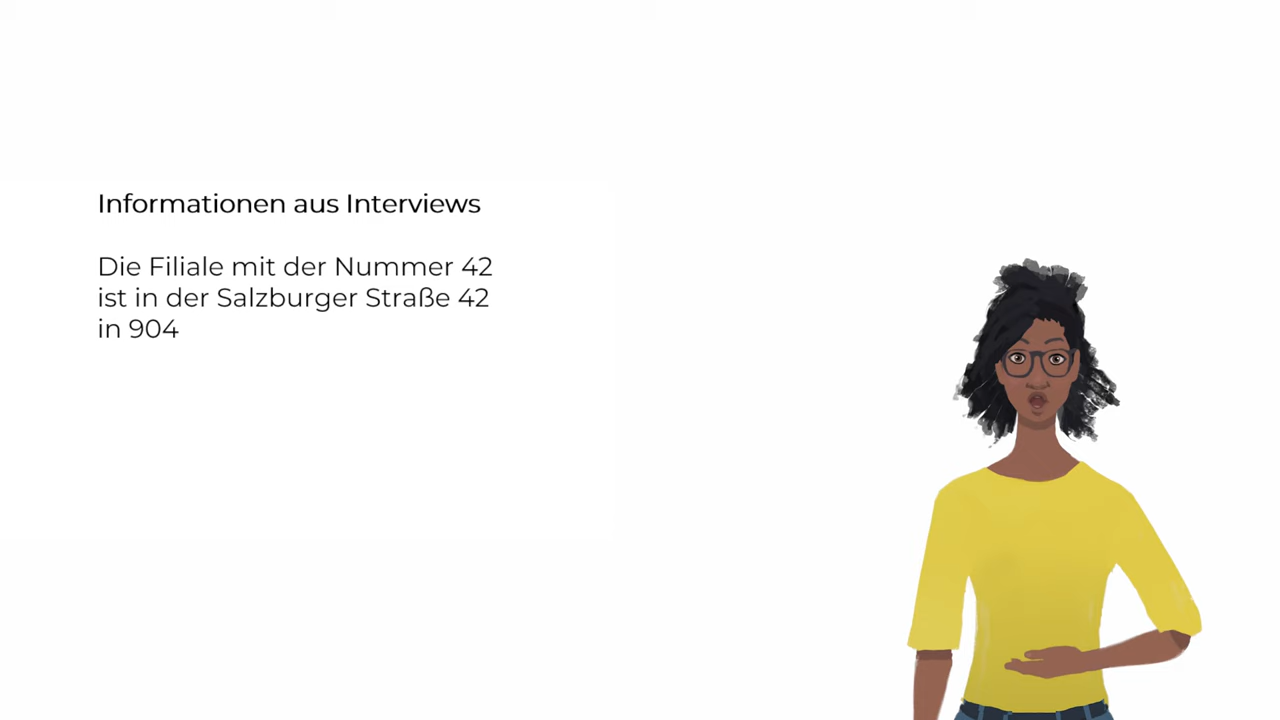 Informationen aus Interviews
Die Filiale mit der Nummer 42
ist in der Salzburger Straße 42
in 904